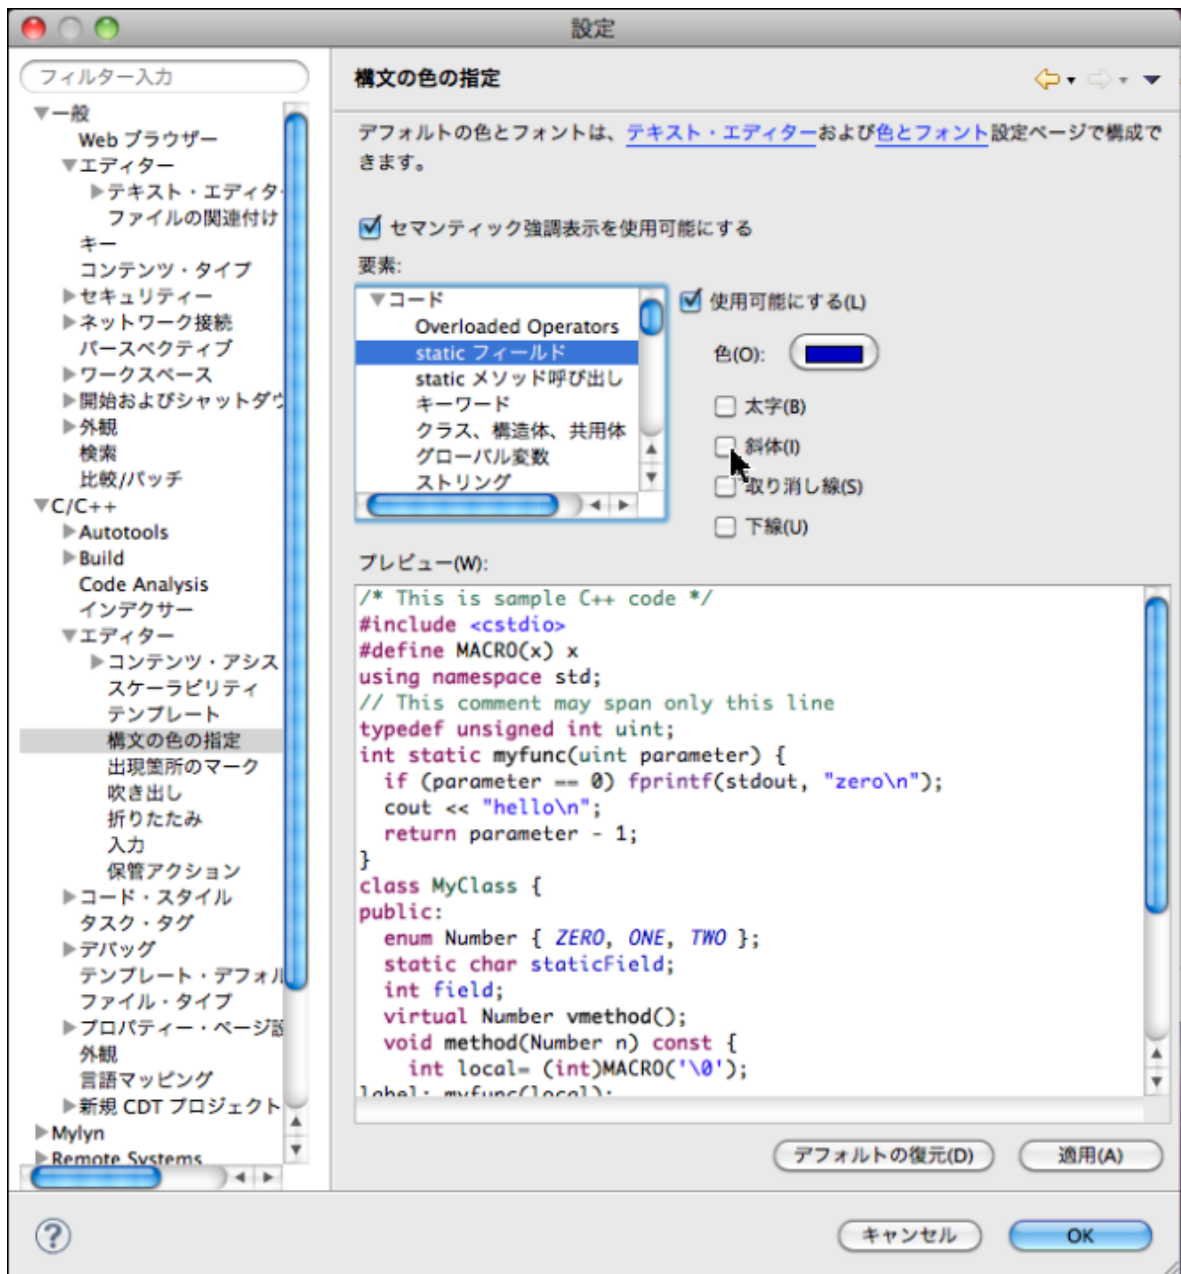 設定
フィルター入力
一般
Web ブラウザー
エディター
テキスト・エディタ
ファイルの関連付け
キー
コンテンツ・タイプ
セキュリティー
ネットワーク接続
パースペクティブ
ワークスペース
開始およびシャットダウ
外観
検索
比較/パッチ
C/C++
Autotools
Build
Code Analysis
インデクサー
エディター
コンテンツ・アシス
スケーラビリティ
テンプレート
構文の色の指定
出現箇所のマーク
吹き出し
折りたたみ
入力
保管アクション
コード・スタイル
タスク・タグ
デバッグ
テンプレート・デフォル
ファイル・タイプ
プロパティー・ページ設
外観
言語マッピング
新規 CDT プロジェクト
Mylyn
Remote Systems
構文の色の指定
デフォルトの色とフォントは、テキスト・エディターおよび色とフォント設定ページで構成で
きます。
セマンティック強調表示を使用可能にする
要素:
コード
Overloaded Operators
static フィールド
static メソッド呼び出し
キーワード
クラス、構造体、共用体
グローバル変数
ストリング
使用可能にする(L)
色(O):
太字(B)
斜体(I)
取り消し線(S)
下線(U)
プレビュー(W):
/* This is sample C++ code */
#include <cstdio>
#define MACRO(x) x
using namespace std;
// This comment may span only this line
typedef unsigned int uint;
int static myfunc(uint parameter) {
  if (parameter == 0) fprintf(stdout, "zero\n");
  cout << "hello\n";
  return parameter - 1;
}
class MyClass {
public:
  enum Number { ZERO, ONE, TWO };
  static char staticField;
  int field;
  virtual Number vmethod();
  void method(Number n) const {
    int local= (int)MACRO('\0');
label: myfunc(local);
デフォルトの復元(D)
適用(A)
?
キャンセル
OK